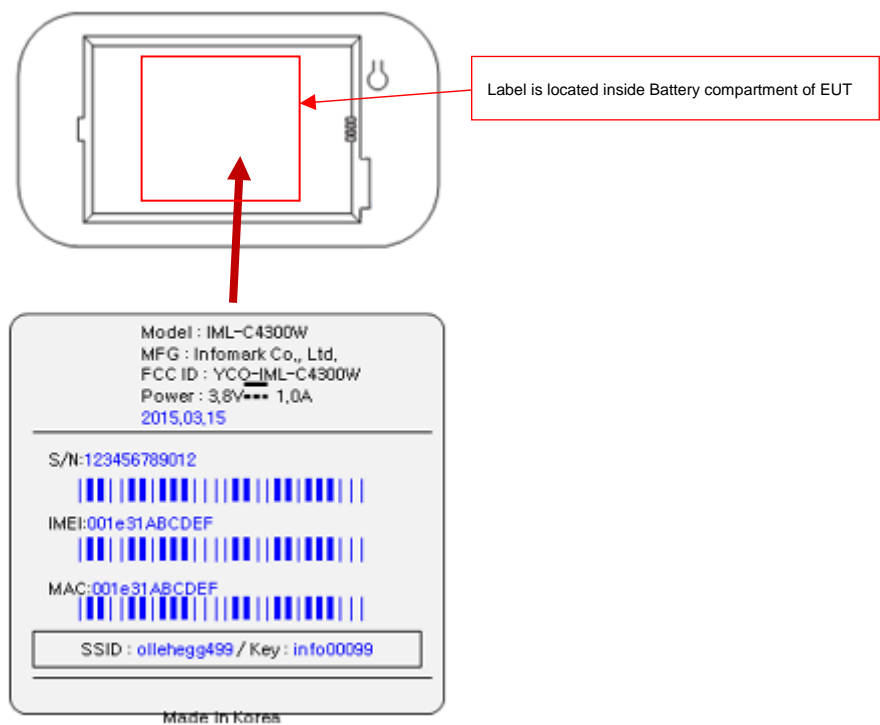 Label is located inside Battery compartment of EUT
Model : IML-C4300W
MFG : Infomark Co,, Ltd,
FCC ID : YCO-IML-C4300W
Power : 3,8V 1,0A
2015,03,15
S/N:123456789012
IMEI:001e31ABCDEF
MAC:001e31ABCDEF
SSID : ollehegg499 / Key : info00099
Made In Korea